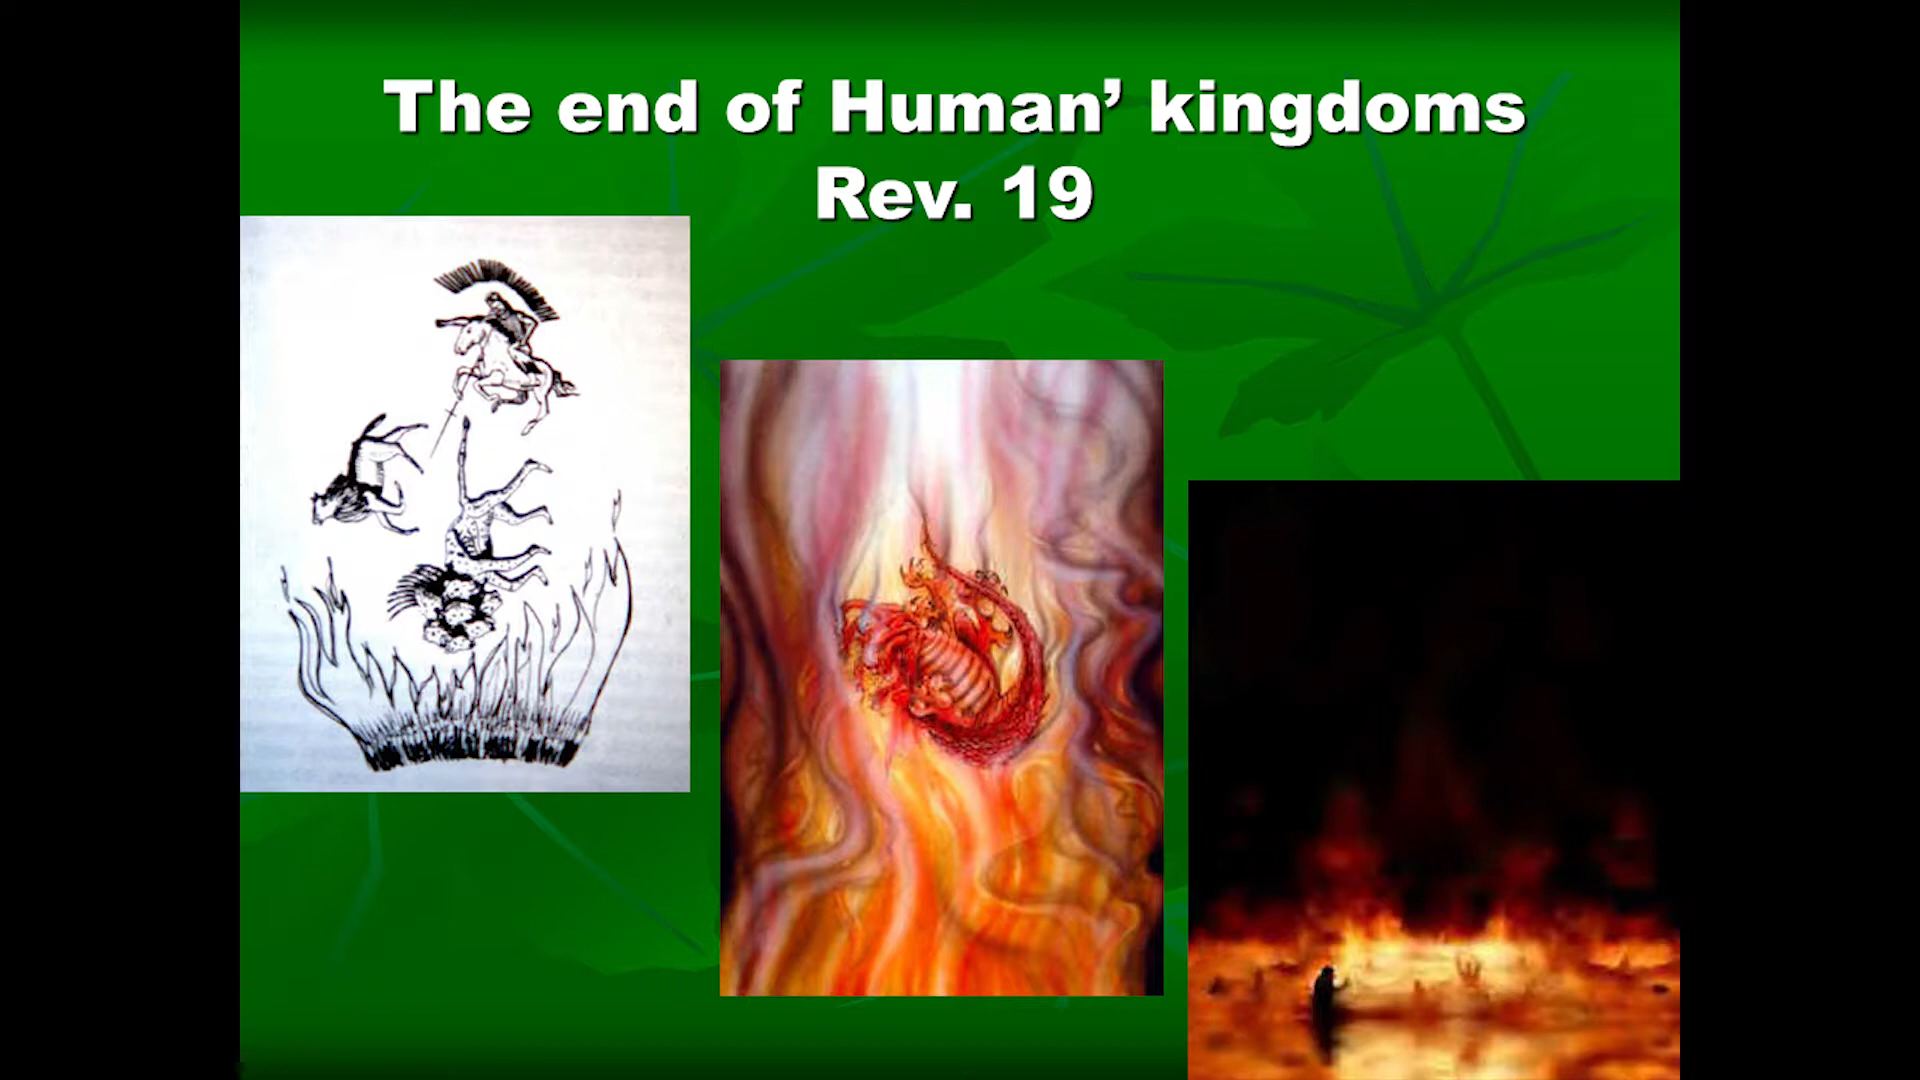 The end of Human’ kingdoms
Rev. 19